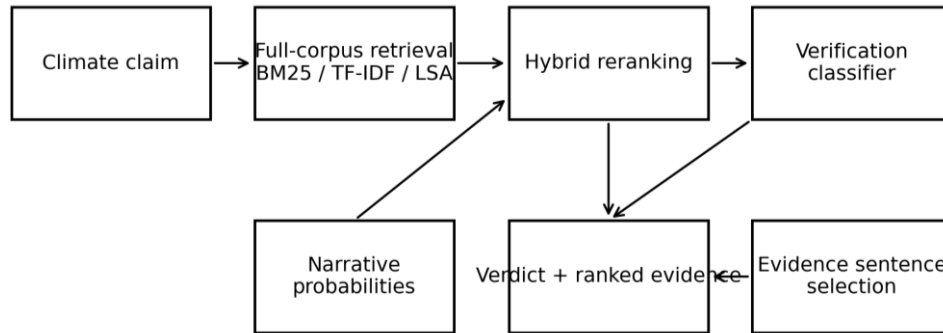 Climate claim
Full-corpus retrieval
BM25 / TF-IDF / LSA
Hybrid reranking
Verification
classifier
Narrative
probabilities
Verdict + ranked evidence
Evidence sentence
selection